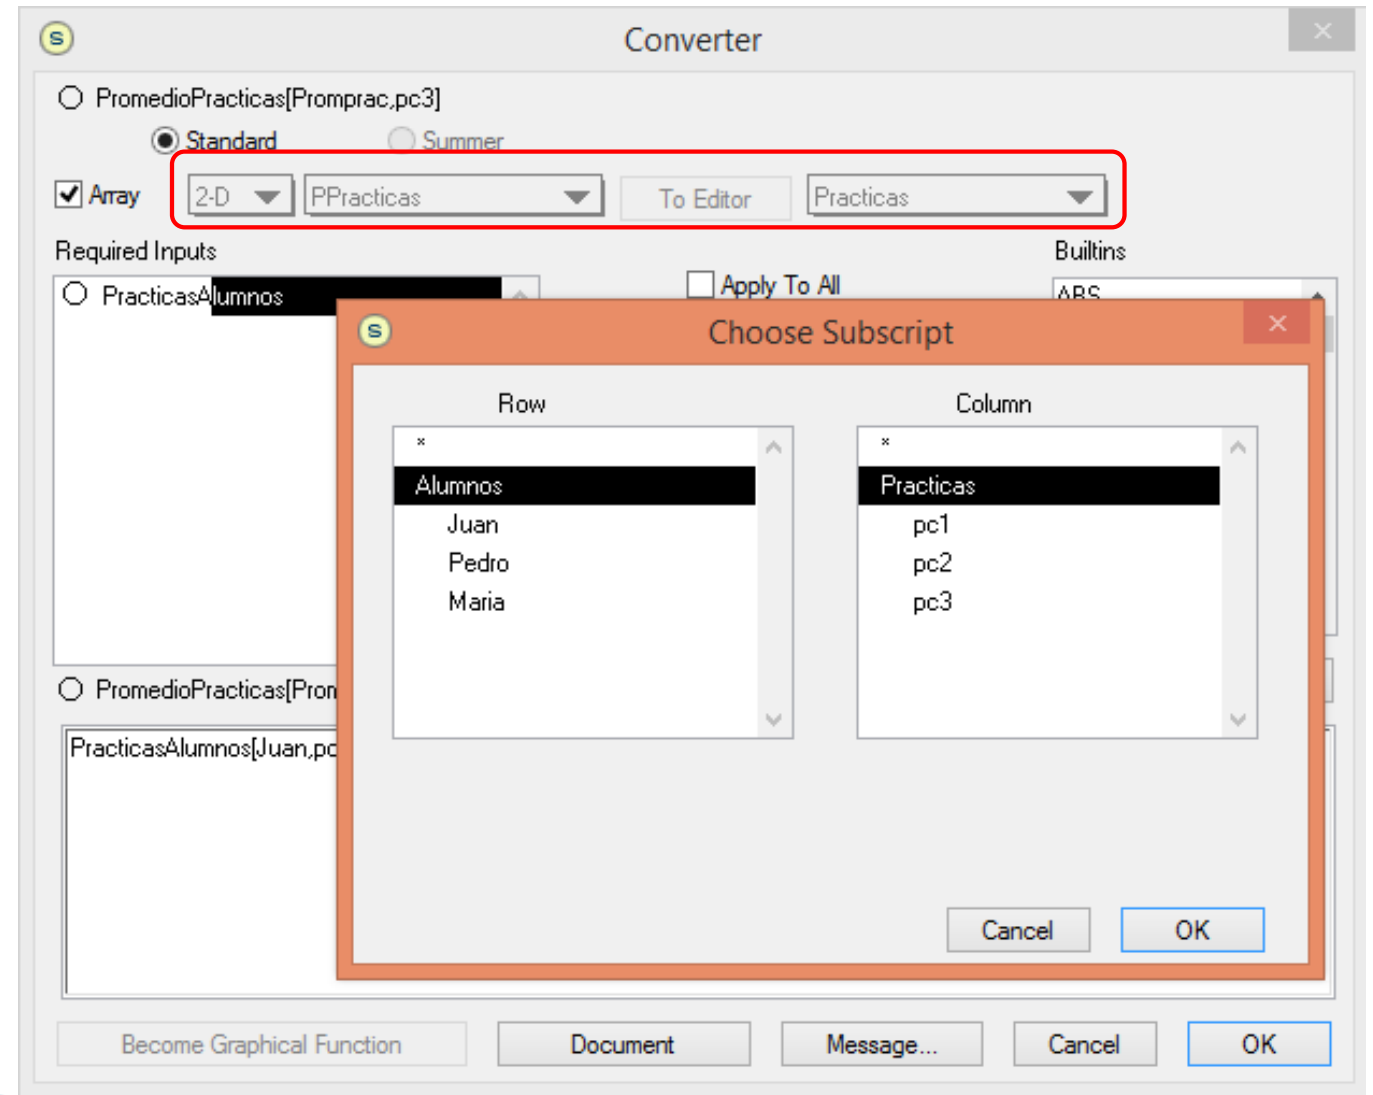 S Converter ×
PromedioPracticas[Promprac,pc3]
Standard Summer
Array 2-D PPracticas To Editor Practicas
Required Inputs Builtins
PracticasAlumnos
Apply To All
ABS
S Choose Subscript ×
Row Column
* *
Alumnos Practicas
Juan pc1
Pedro pc2
Maria pc3
PromedioPracticas[Prom
PracticasAlumnos[Juan,pc
Cancel OK
Become Graphical Function Document Message... Cancel OK